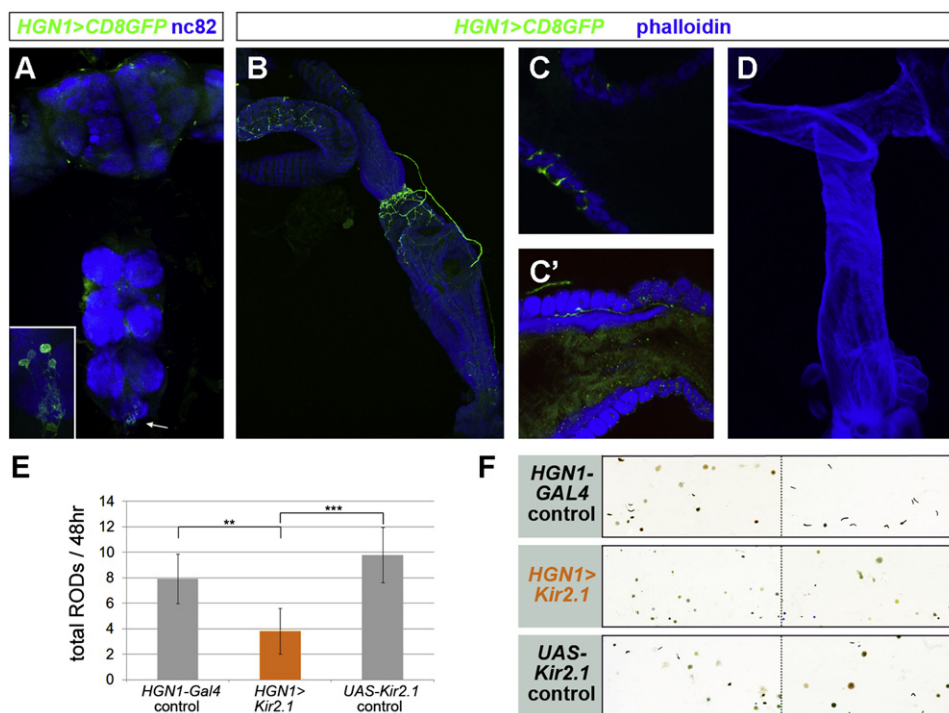 HGN1>CD8GFP nc82
HGN1>CD8GFP phalloidin
A
B
C
D
C'
E
total RODs / 48hr
14
12
10
8
6
4
2
0
**
***
HGN1-Gal4
control
HGN1>
Kir2.1
UAS-Kir2.1
control
F
HGN1-
GAL4
control
HGN1>
Kir2.1
UAS-
Kir2.1
control